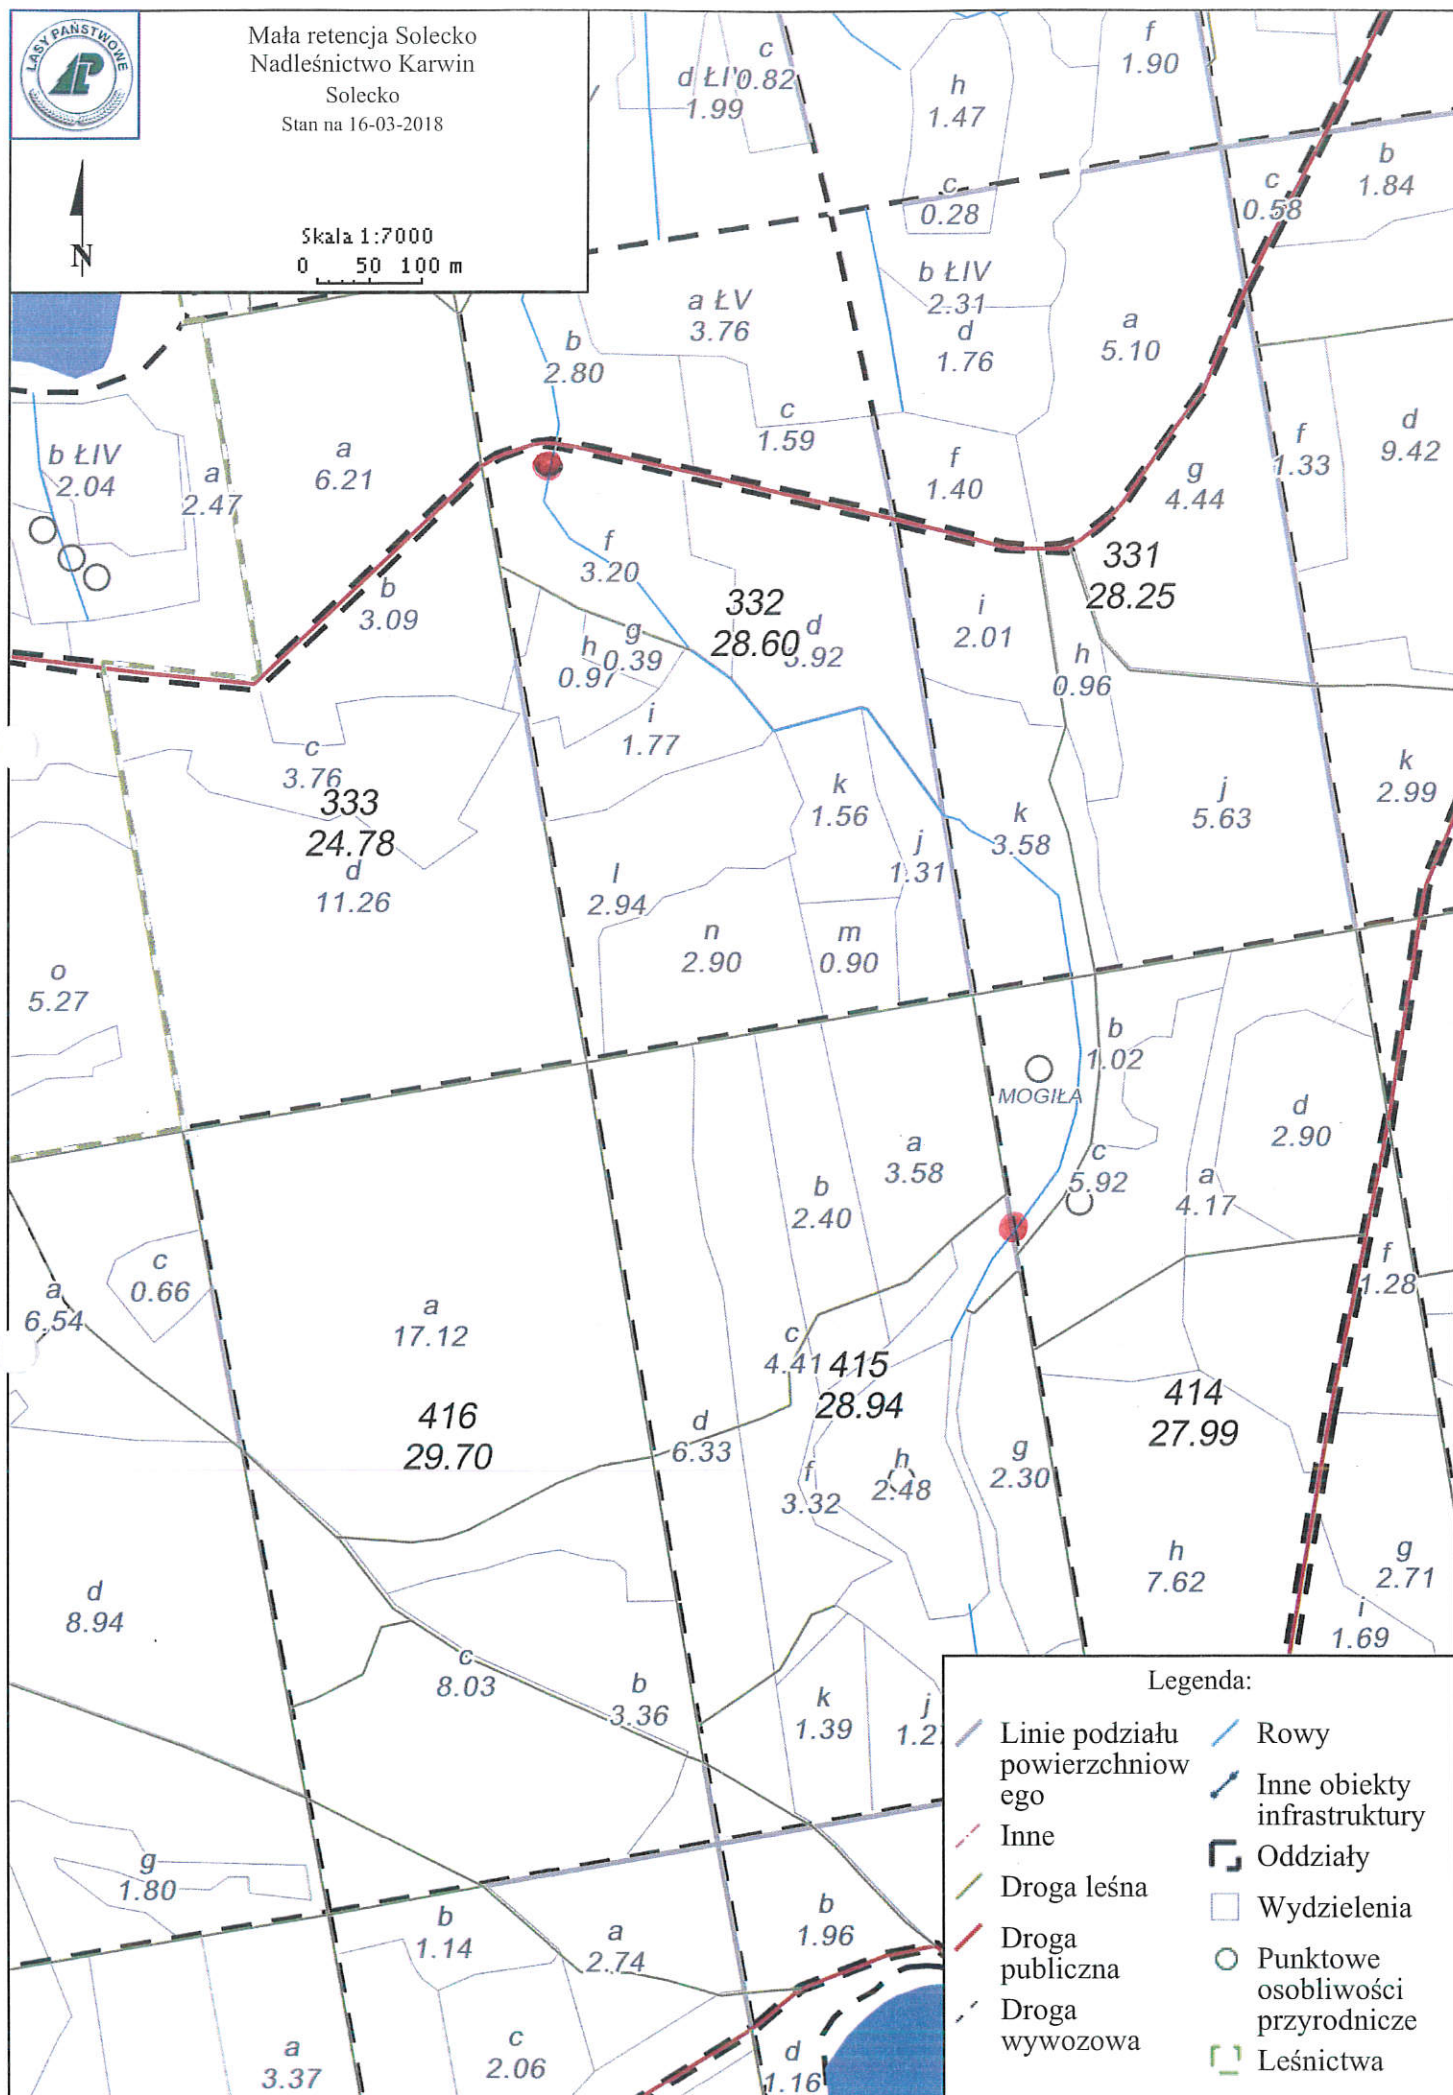 LASY PAŃSTWOWE
Mała retencja Solecko
Nadleśnictwo Karwin
Solecko
Stan na 16-03-2018
N
Skala 1:7000
0 50 100 m
c
0.82
d
1.99
h
1.47
f
1.90
c
0.28
c
0.58
b
1.84
b ŁIV
2.31
a ŁV
3.76
d
1.76
a
5.10
b
2.80
c
1.59
f
1.40
g
4.44
f
1.33
d
9.42
b ŁIV
2.04
a
2.47
a
6.21
b
3.09
f
3.20
332
28.60
d
331
28.25
i
2.01
h
0.96
g
0.39
h
0.97
i
1.77
c
3.76
333
24.78
d
11.26
k
1.56
j
1.31
k
3.58
j
5.63
k
2.99
l
2.94
n
2.90
m
0.90
o
5.27
b
1.02
MOGIŁA
d
2.90
a
3.58
b
2.40
c
5.92
a
4.17
f
1.28
c
0.66
a
6.54
a
17.12
c
4.41
415
28.94
414
27.99
416
29.70
d
6.33
f
3.32
h
2.48
g
2.30
h
7.62
g
2.71
i
1.69
d
8.94
c
8.03
b
3.36
k
1.39
j
g
1.80
b
1.14
a
2.74
b
1.96
a
3.37
c
2.06
d
1.16
Legenda:
Linie podziału
powierzchniow
ego
Inne
Droga leśna
Droga
publiczna
Droga
wywozowa
Rowy
Inne obiekty
infrastruktury
Oddziały
Wydzielenia
Punktowe
osobliwości
przyrodnicze
Leśnictwa